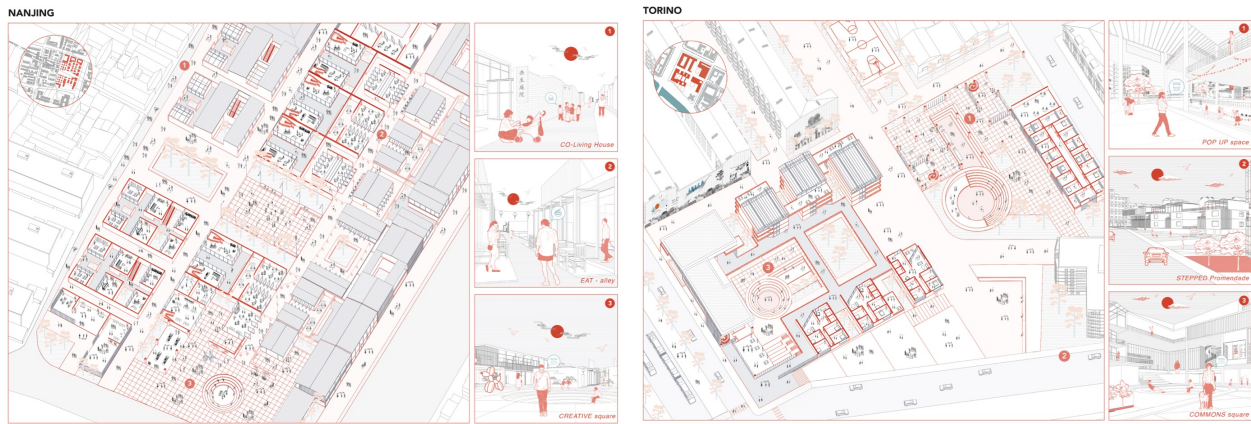 NANJING
1
2
3
1
CO-Living House
2
EAT - alley
3
CREATIVE square
TORINO
1
2
3
1
POP UP space
2
STEPPED Promendade
3
COMMONS square